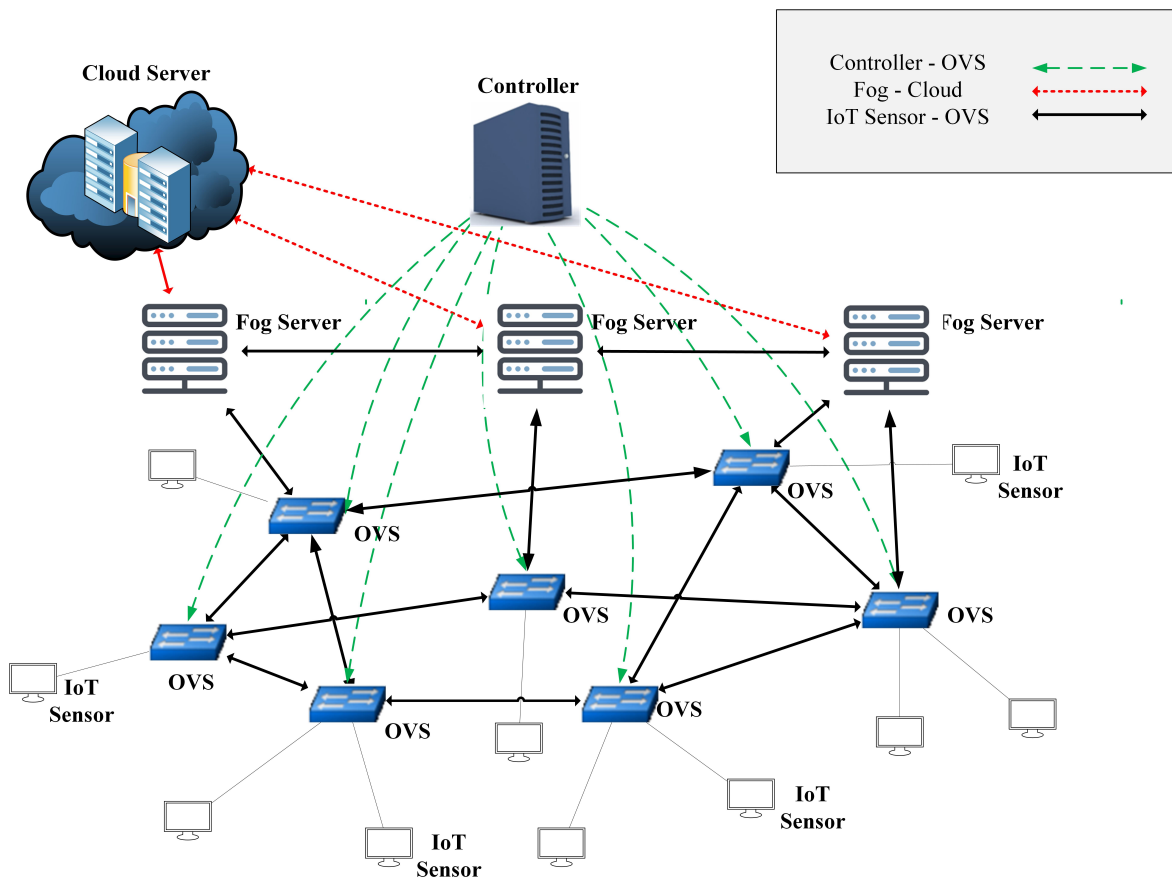 Controller - OVS
Fog - Cloud
IoT Sensor - OVS
Cloud Server
Controller
Fog Server
Fog Server
Fog Server
IoT
Sensor
OVS
OVS
OVS
OVS
OVS
IoT
Sensor
OVS
OVS
IoT
Sensor
IoT
Sensor